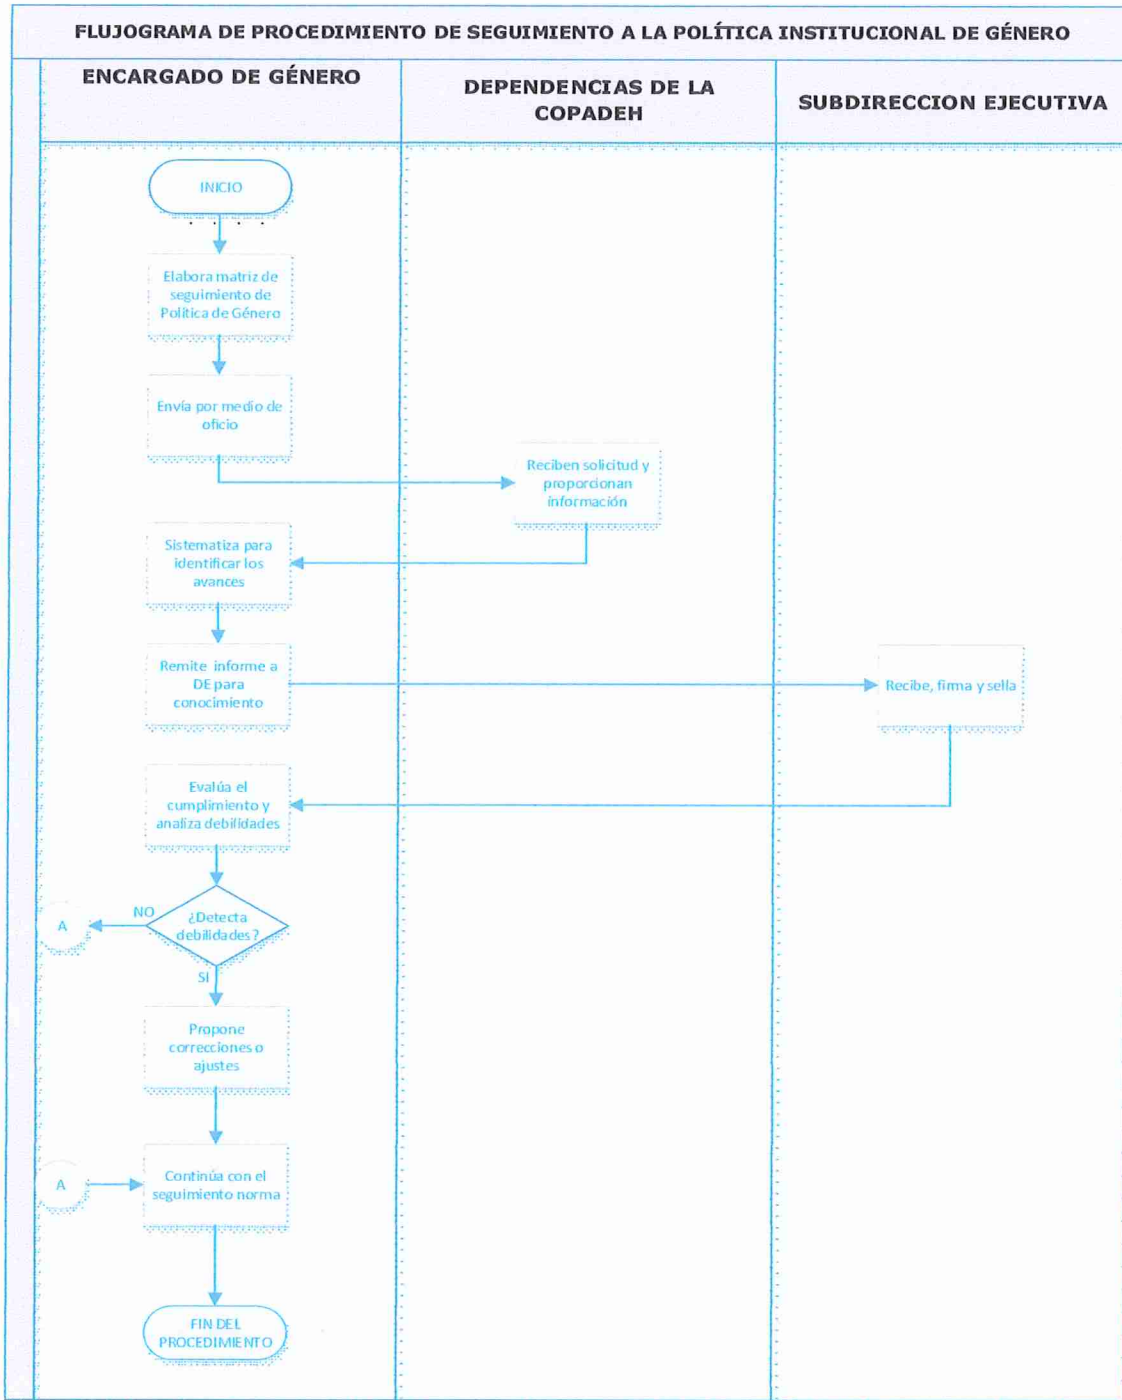 FLUJOGRAMA DE PROCEDIMIENTO DE SEGUIMIENTO A LA POLÍTICA INSTITUCIONAL DE GÉNERO
ENCARGADO DE GÉNERO
DEPENDENCIAS DE LA
COPADEH
SUBDIRECCION EJECUTIVA
INICIO
Elabora matriz de
seguimiento de
Política de Género
Envía por medio de
oficio
Reciben solicitud y
proporcionan
información
Sistematiza para
identificar los
avances
Remite informe a
DE para
conocimiento
Recibe, firma y sella
Evalúa el
cumplimiento y
analiza debilidades
¿Detecta
debilidades?
NO
A
SI
Propone
correcciones o
ajustes
A
Continúa con el
seguimiento norma
FIN DEL
PROCEDIMIENTO